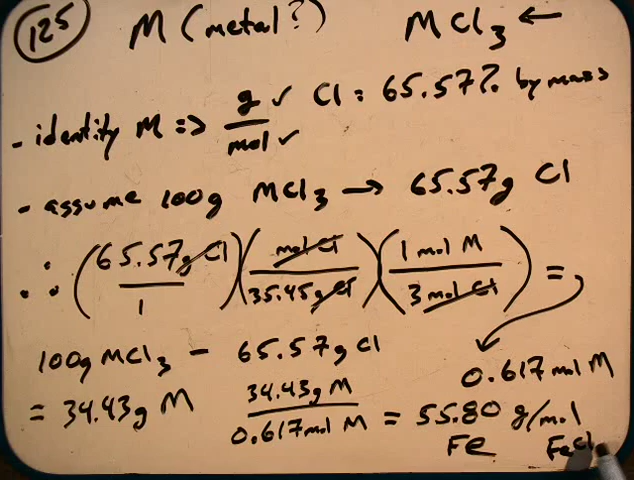 125 M (metal?) MCl3 ←
- identity M => g ✓ / mol ✓ Cl: 65.57% by mass
- assume 100g MCl3 → 65.57g Cl
∴ (65.57g Cl / 1)(mol Cl / 35.45g Cl)(1 mol M / 3 mol Cl) =
0.617 mol M
100g MCl3 - 65.57g Cl
= 34.43g M
34.43g M / 0.617 mol M = 55.80 g/mol
Fe FeCl